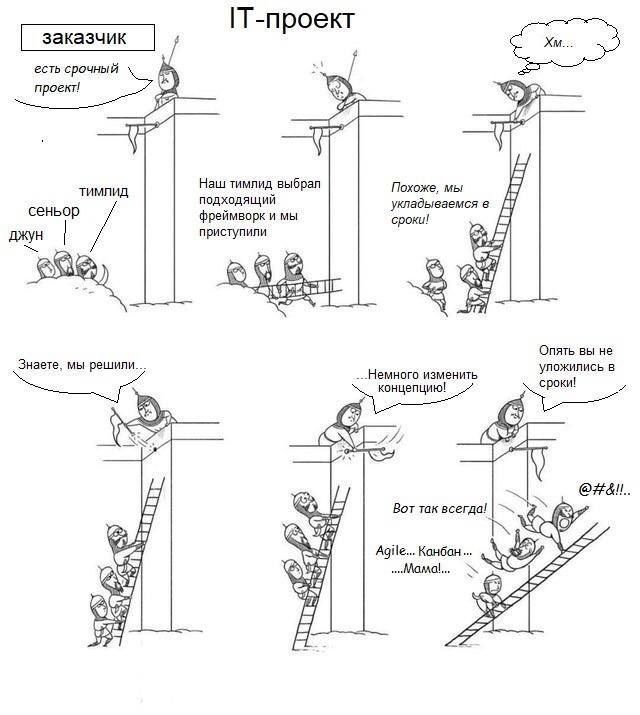 IT-проект
заказчик
есть срочный
проект!
Хм...
тимлид
сеньор
джун
Наш тимлид выбрал
подходящий
фреймворк и мы
приступили
Похоже, мы
укладываемся в
сроки!
Знаете, мы решили...
...Немного изменить
концепцию!
Опять вы не
уложились в
сроки!
@#&!!..
Вот так всегда!
Agile... Канбан ...
....Мама!...